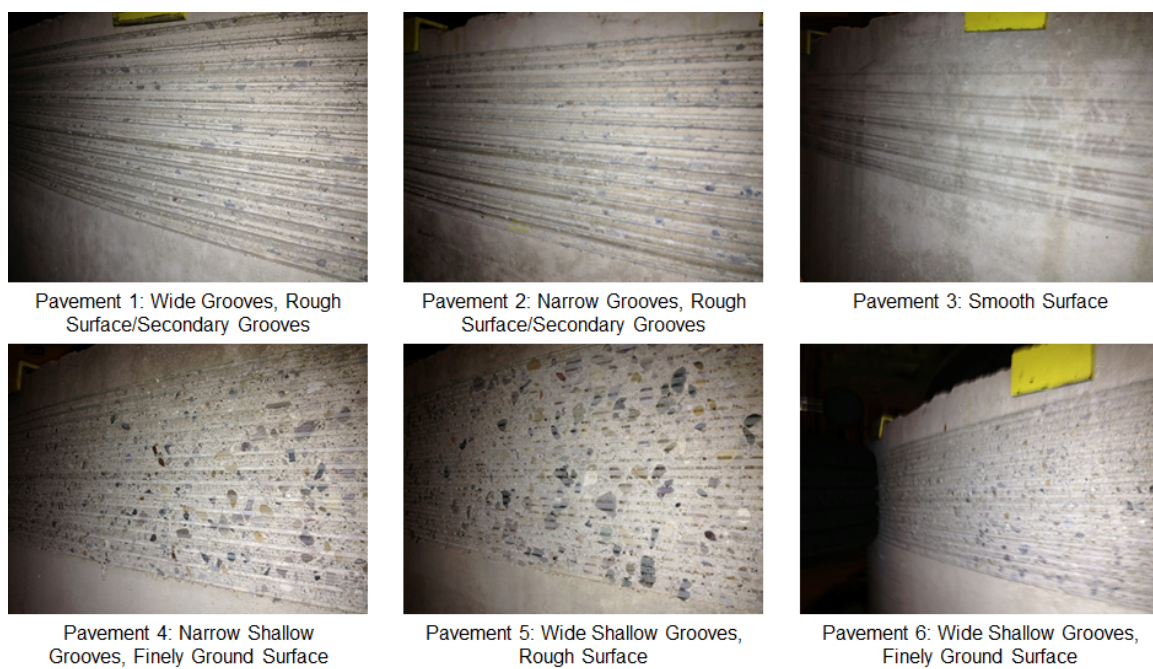 Pavement 1: Wide Grooves, Rough
Surface/Secondary Grooves
Pavement 2: Narrow Grooves, Rough
Surface/Secondary Grooves
Pavement 3: Smooth Surface
Pavement 4: Narrow Shallow
Grooves, Finely Ground Surface
Pavement 5: Wide Shallow Grooves,
Rough Surface
Pavement 6: Wide Shallow Grooves,
Finely Ground Surface